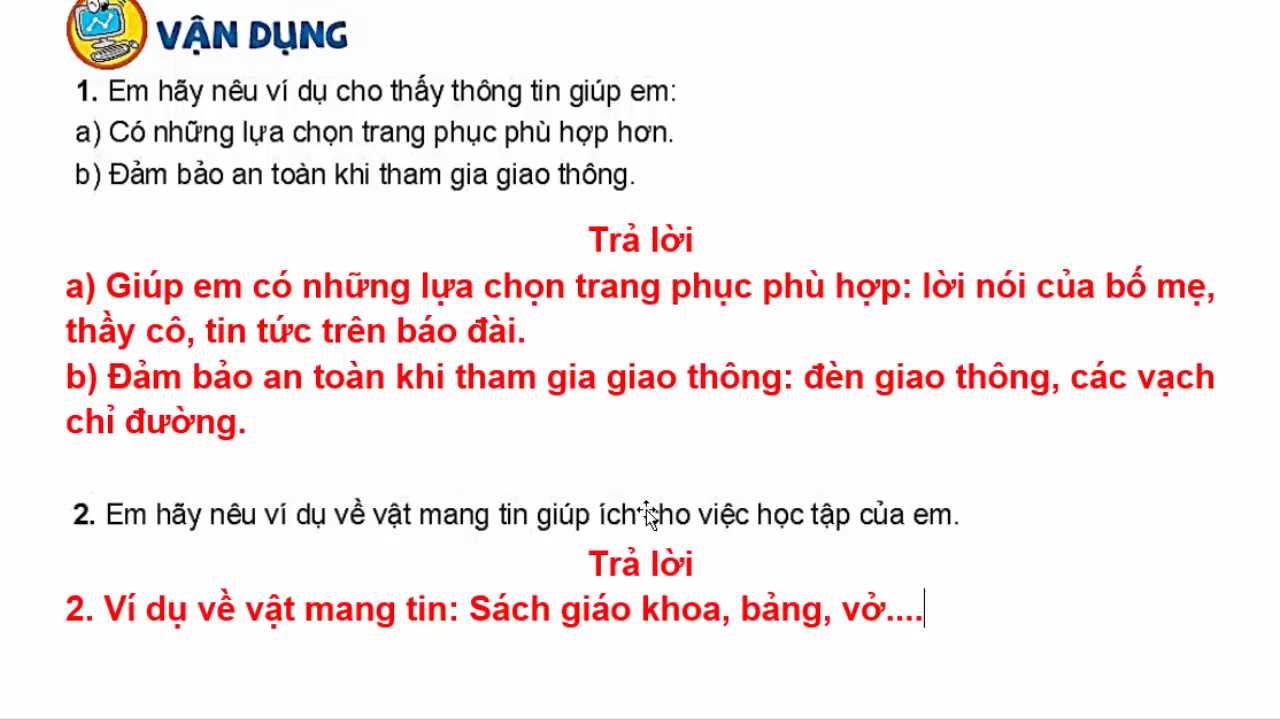 VẬN DỤNG
1. Em hãy nêu ví dụ cho thấy thông tin giúp em:
a) Có những lựa chọn trang phục phù hợp hơn.
b) Đảm bảo an toàn khi tham gia giao thông.
Trả lời
a) Giúp em có những lựa chọn trang phục phù hợp: lời nói của bố mẹ,
thầy cô, tin tức trên báo đài.
b) Đảm bảo an toàn khi tham gia giao thông: đèn giao thông, các vạch
chỉ đường.
2. Em hãy nêu ví dụ về vật mang tin giúp ích cho việc học tập của em.
Trả lời
2. Ví dụ về vật mang tin: Sách giáo khoa, bảng, vở....